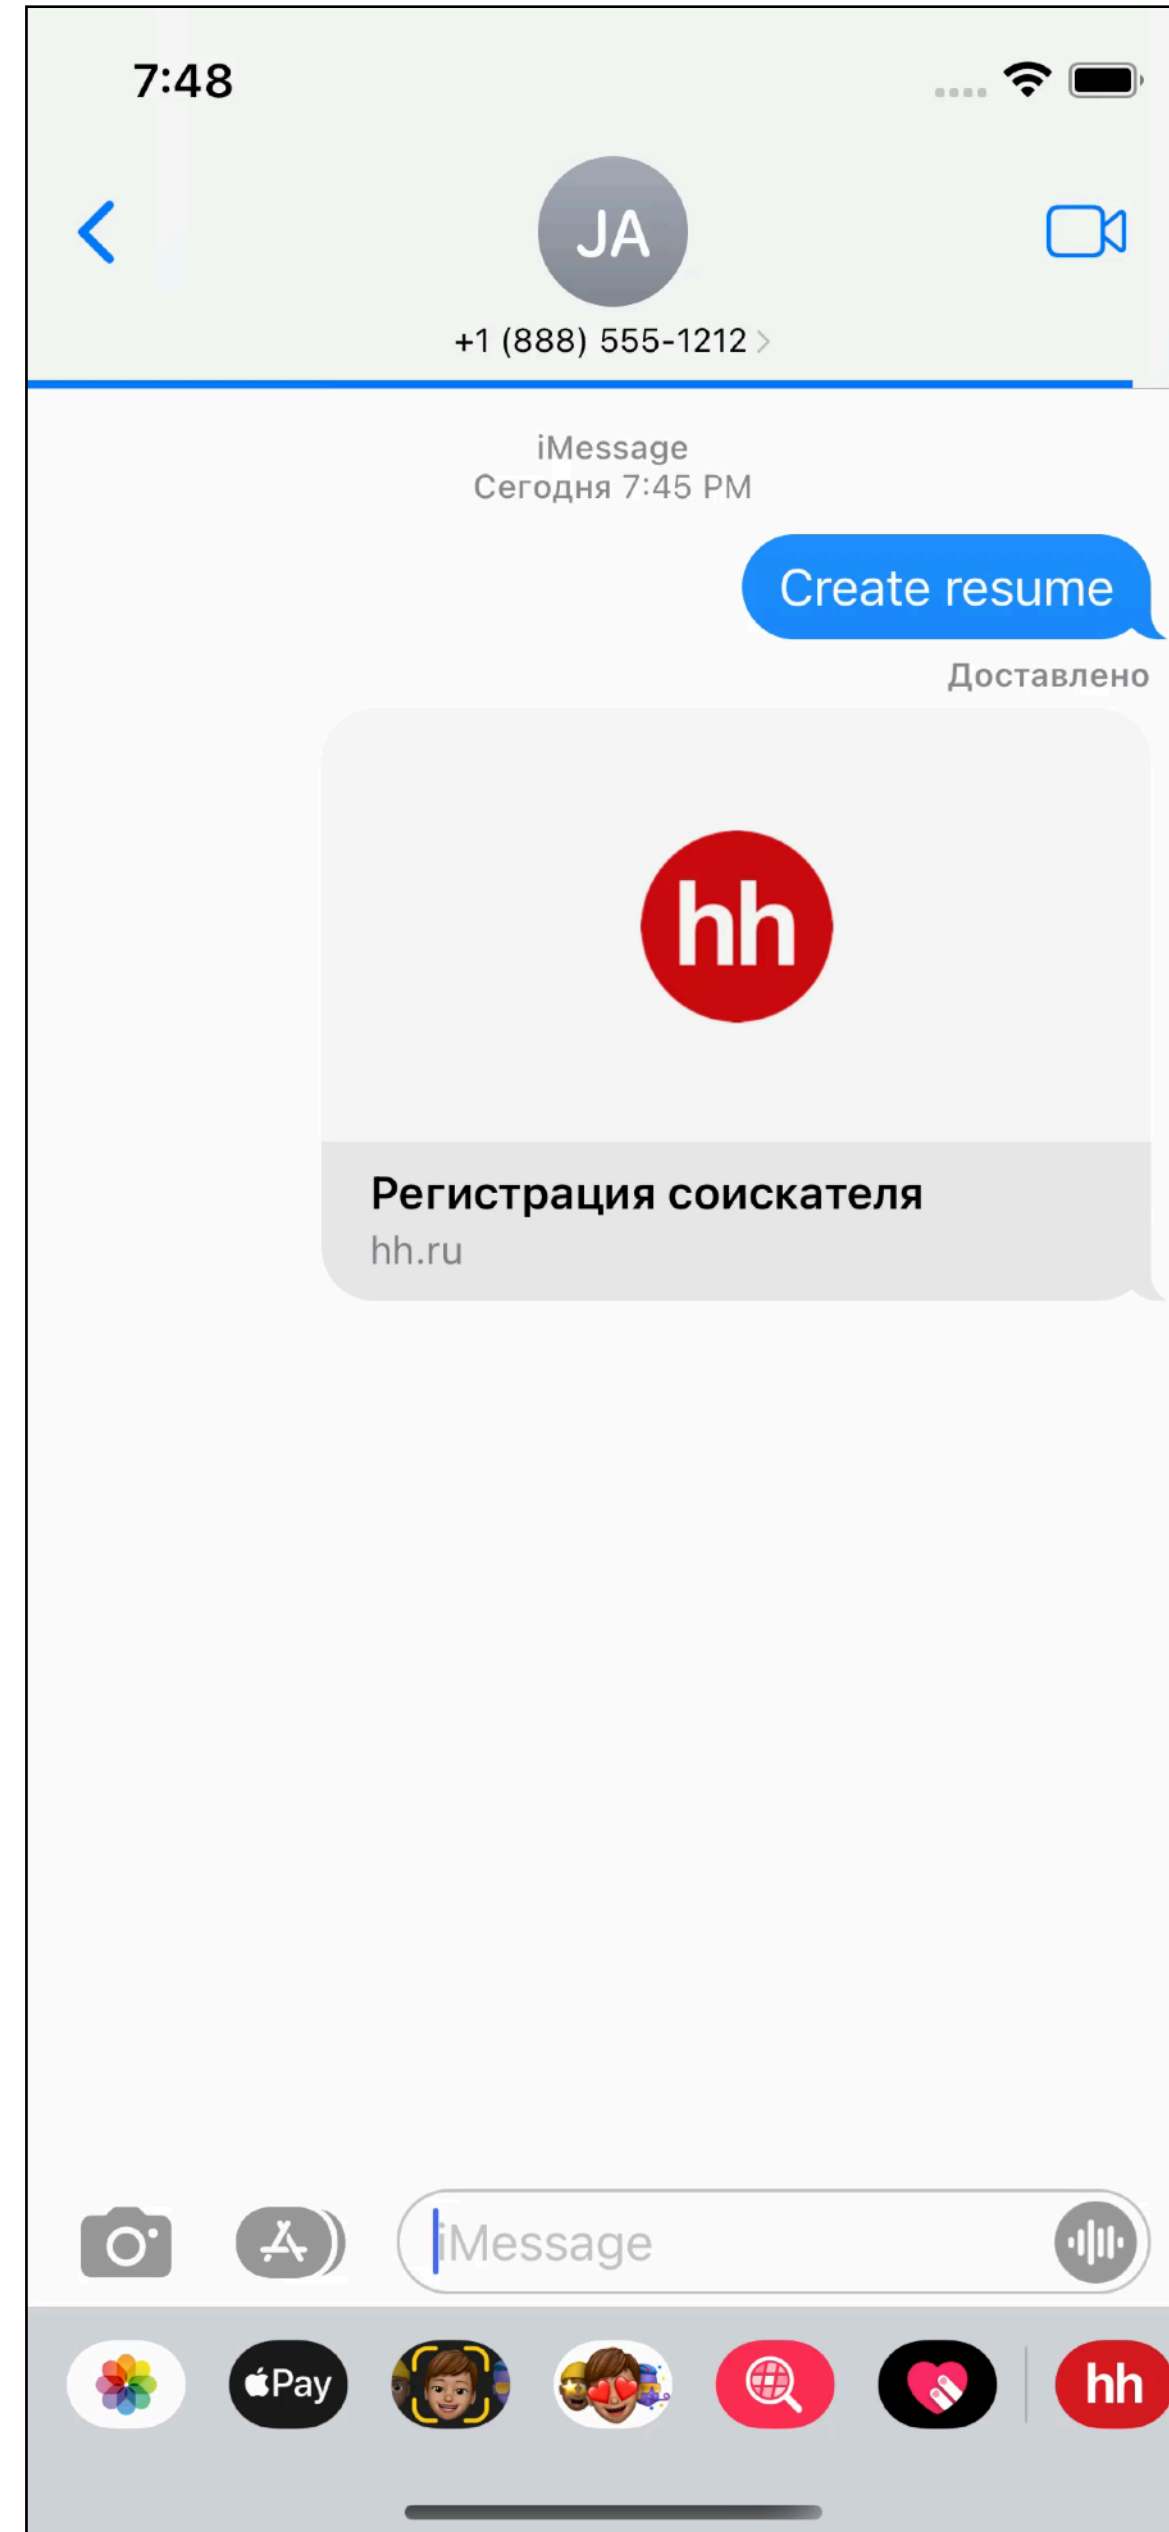 7:48
JA
+1 (888) 555-1212
iMessage
Сегодня 7:45 PM
Create resume
Доставлено
hh
Регистрация соискателя
hh.ru
iMessage
Pay
hh